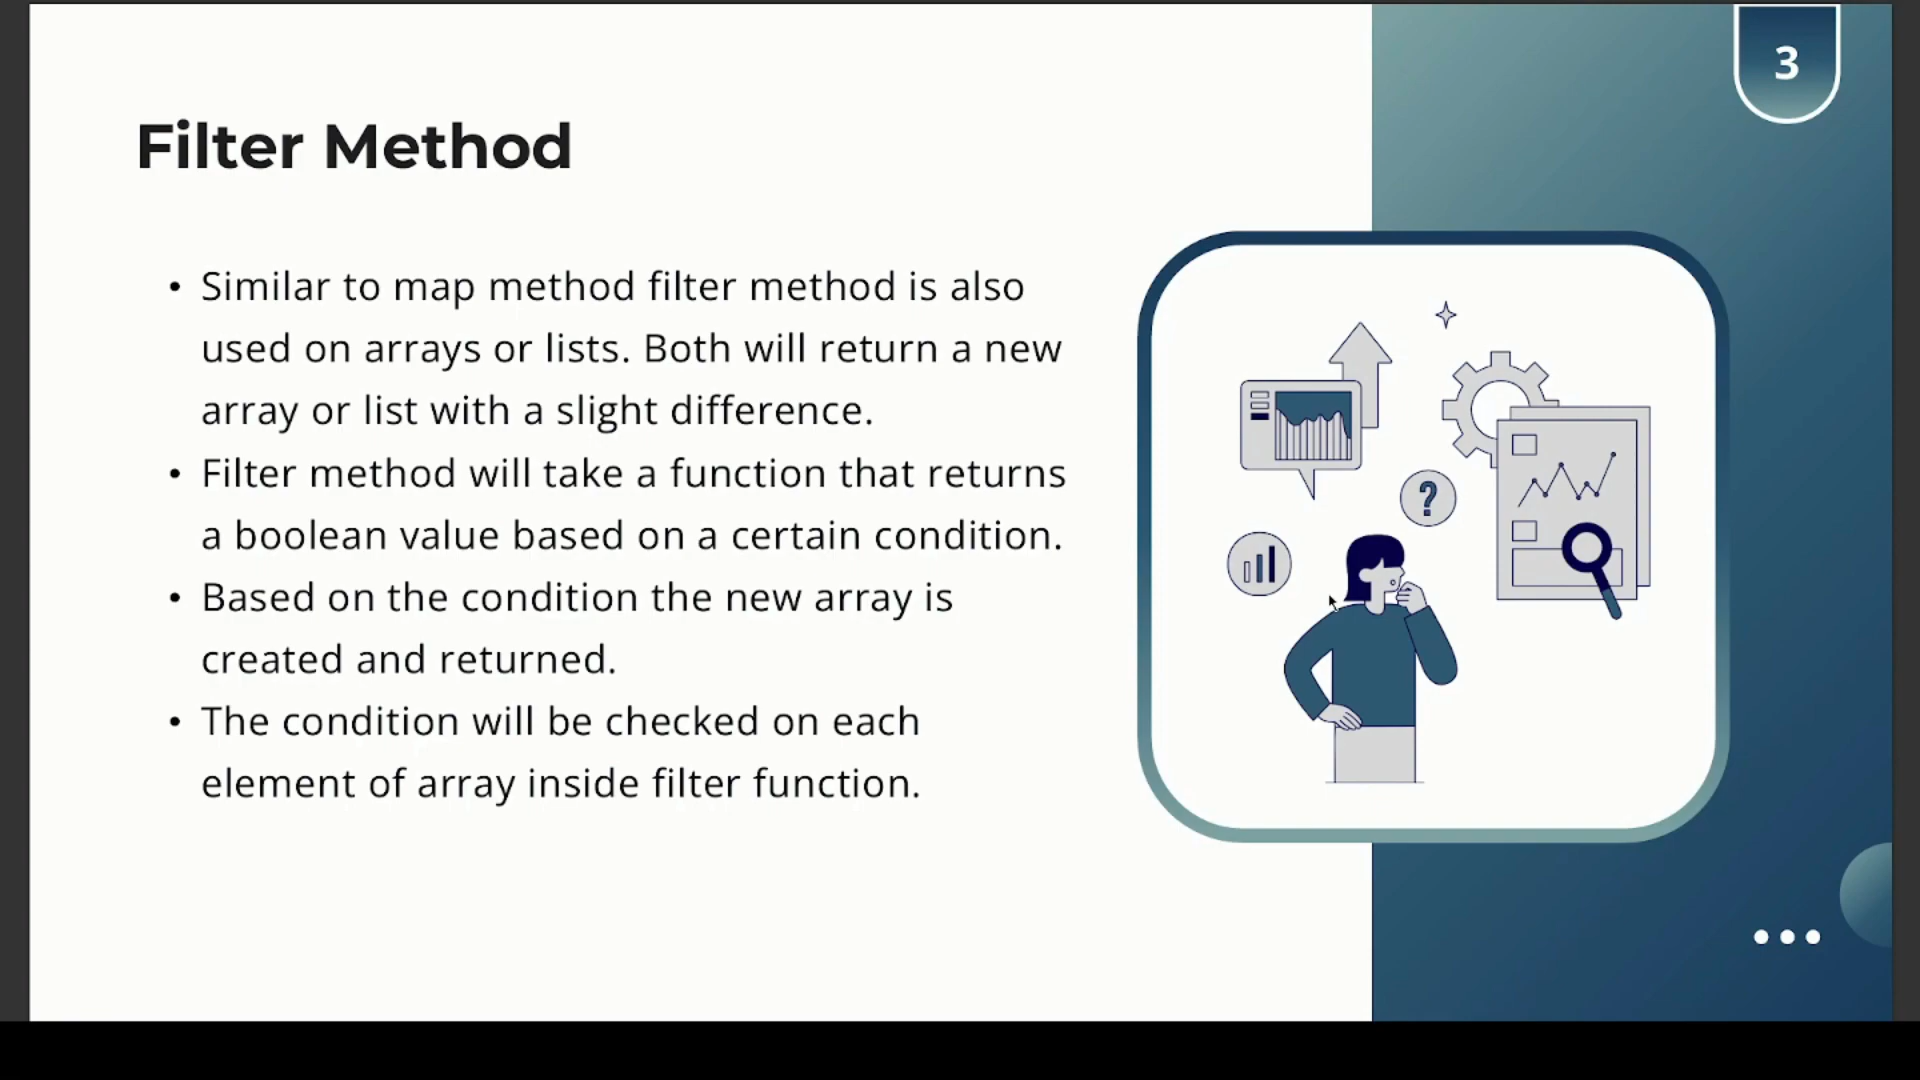 3
Filter Method
• Similar to map method filter method is also
used on arrays or lists. Both will return a new
array or list with a slight difference.
• Filter method will take a function that returns
a boolean value based on a certain condition.
• Based on the condition the new array is
created and returned.
• The condition will be checked on each
element of array inside filter function.
?